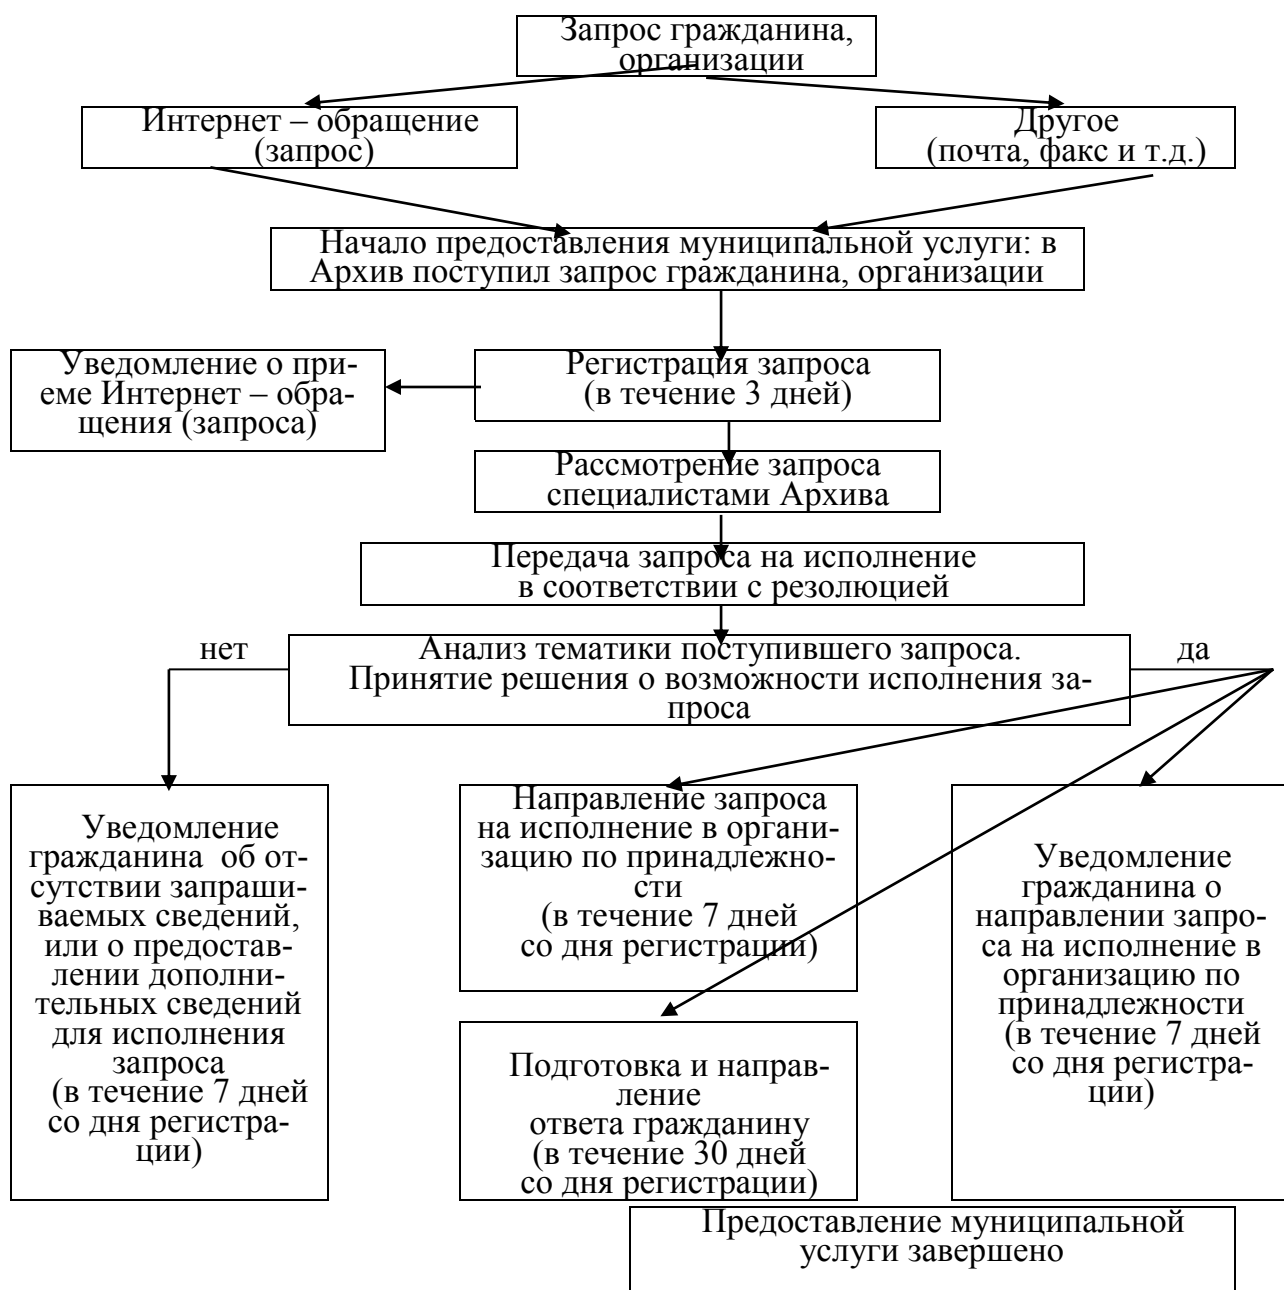 Запрос гражданина,
организации
Интернет – обращение
(запрос)
Другое
(почта, факс и т.д.)
Начало предоставления муниципальной услуги: в
Архив поступил запрос гражданина, организации
Уведомление о при-
еме Интернет – обра-
щения (запроса)
Регистрация запроса
(в течение 3 дней)
Рассмотрение запроса
специалистами Архива
Передача запроса на исполнение
в соответствии с резолюцией
нет
Анализ тематики поступившего запроса.
Принятие решения о возможности исполнения за-
проса
да
Уведомление
гражданина об от-
сутствии запраши-
ваемых сведений,
или о предостав-
лении дополни-
тельных сведений
для исполнения
запроса
(в течение 7 дней
со дня регистра-
ции)
Направление запроса
на исполнение в органи-
зацию по принадлежно-
сти
(в течение 7 дней
со дня регистрации)
Подготовка и направ-
ление
ответа гражданину
(в течение 30 дней
со дня регистрации)
Уведомление
гражданина о
направлении запро-
са на исполнение в
организацию по
принадлежности
(в течение 7 дней
со дня регистра-
ции)
Предоставление муниципальной
услуги завершено